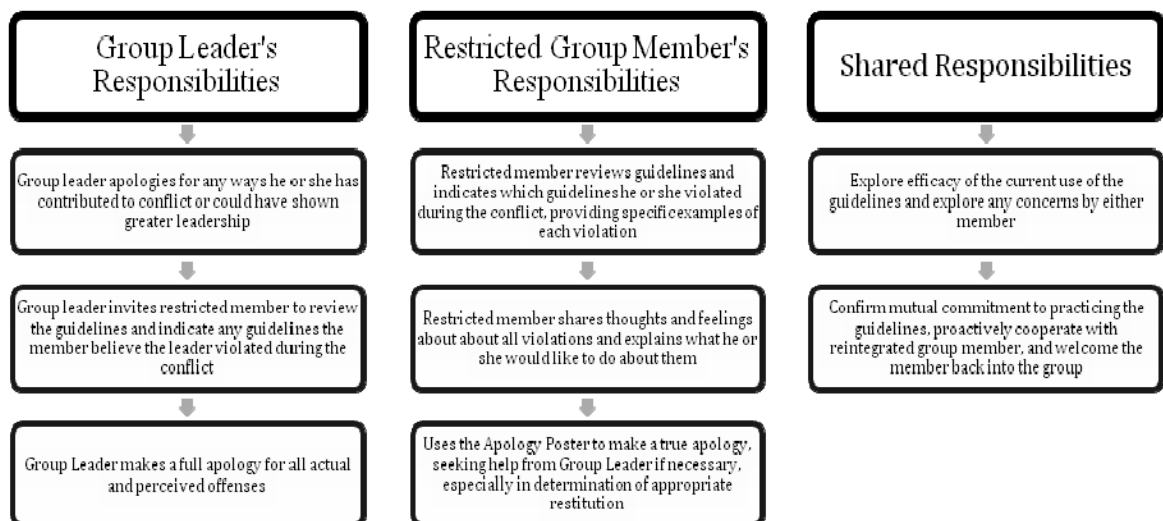 Group Leader's
Responsibilities
Group leader apologies for any ways he or she has
contributed to conflict or could have shown
greater leadership
Group leader invites restricted member to review
the guidelines and indicate any guidelines the
member believe the leader violated during the
conflict
Group Leader makes a full apology for all actual
and perceived offenses
Restricted Group Member's
Responsibilities
Restricted member reviews guidelines and
indicates which guidelines he or she violated
during the conflict, providing specific examples of
each violation
Restricted member shares thoughts and feelings
about about all violations and explains what he or
she would like to do about them
Uses the Apology Poster to make a true apology,
seeking help from Group Leader if necessary,
especially in determination of appropriate
restitution
Shared Responsibilities
Explore efficacy of the current use of the
guidelines and explore any concerns by either
member
Confirm mutual commitment to practicing the
guidelines, proactively cooperate with
reintegrated group member, and welcome the
member back into the group